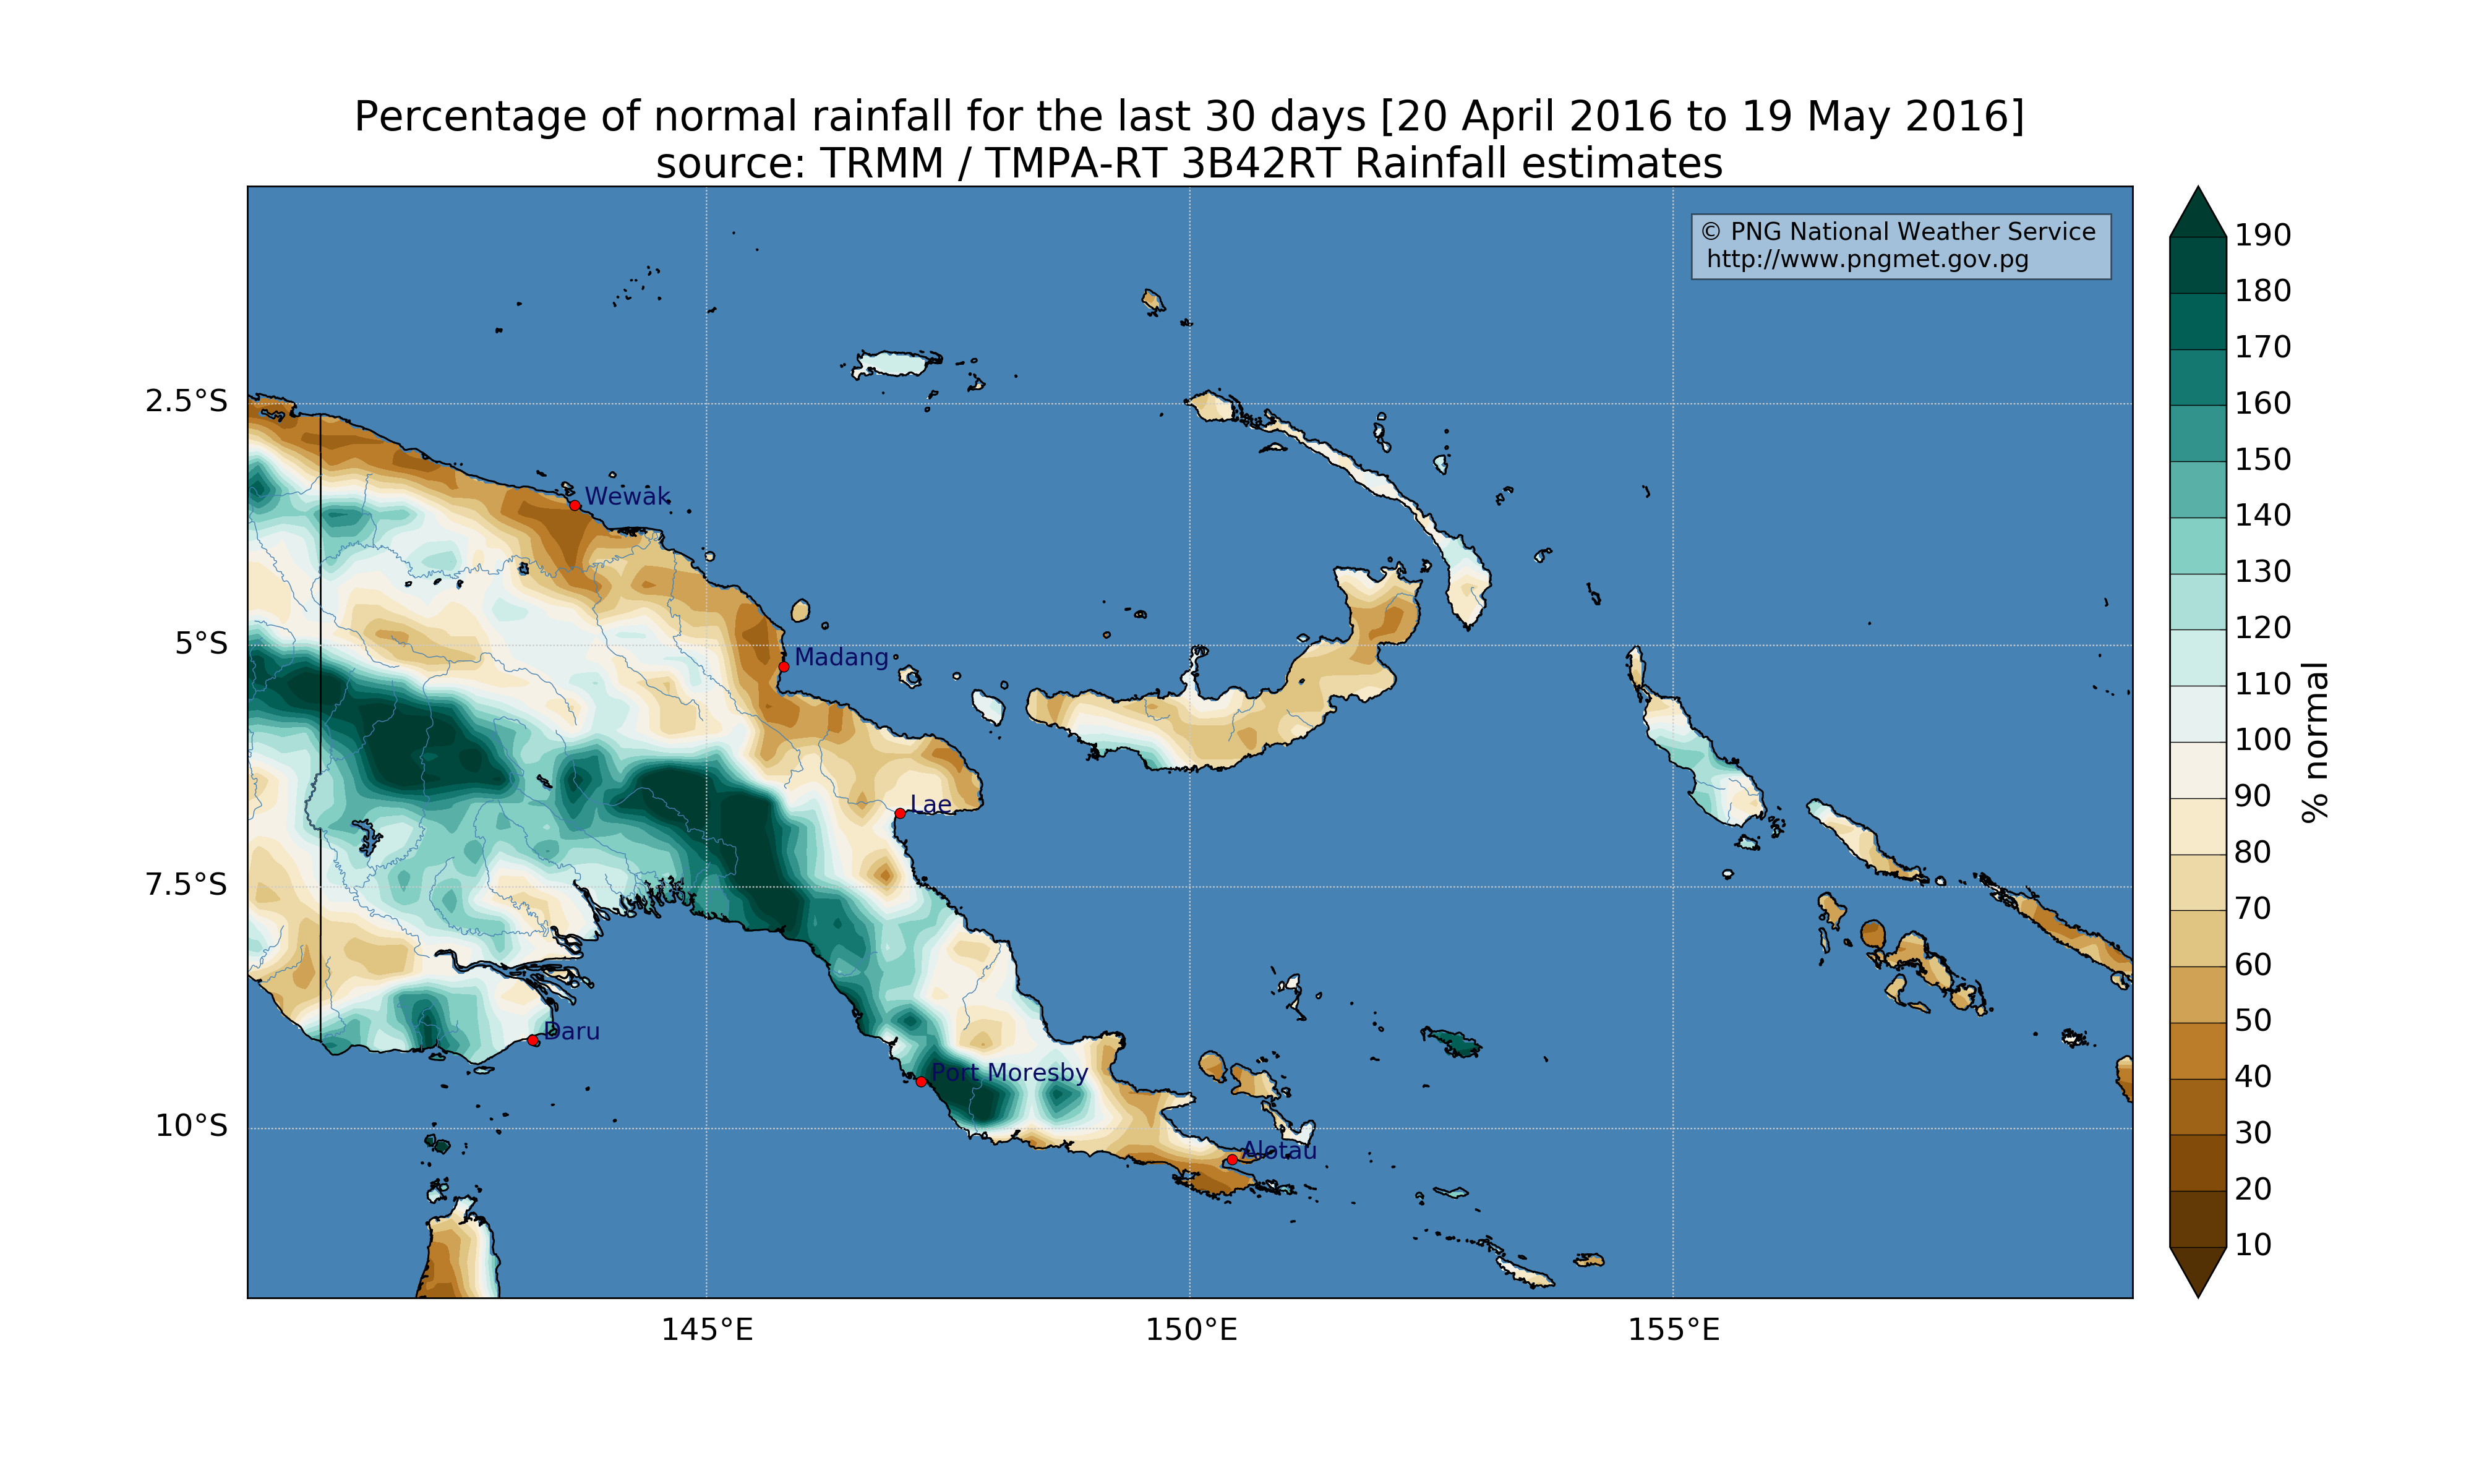 Percentage of normal rainfall for the last 30 days [20 April 2016 to 19 May 2016]
source: TRMM / TMPA-RT 3B42RT Rainfall estimates
© PNG National Weather Service
http://www.pngmet.gov.pg
2.5°S
5°S
7.5°S
10°S
Wewak
Madang
Lae
Daru
Port Moresby
Alotau
145°E
150°E
155°E
190
180
170
160
150
140
130
120
110
100
90
80
70
60
50
40
30
20
10
% normal